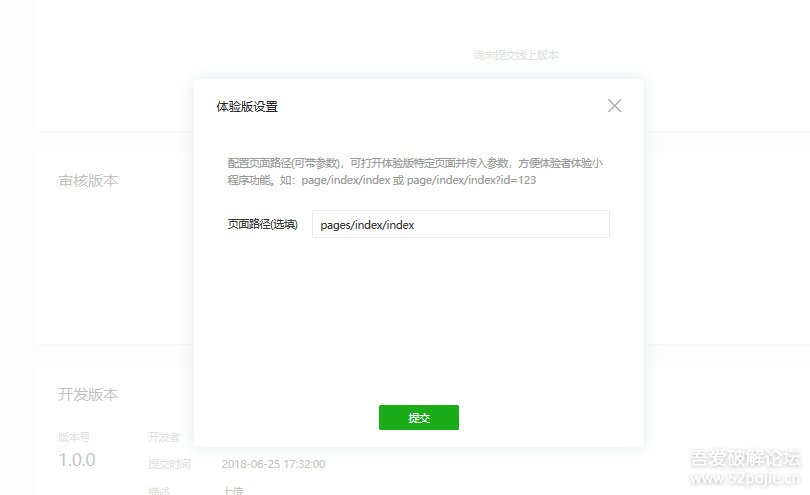 尚未提交线上版本
体验版设置
配置页面路径(可带参数)，可打开体验版特定页面并传入参数，方便体验者体验小
程序功能。如：page/index/index 或 page/index/index?id=123
审核版本
页面路径(选填) pages/index/index
开发版本
提交
版本号 开发者
1.0.0
提交时间 2018-06-25 17:32:00
描述 上传
吾爱破解论坛
www.52pojie.cn